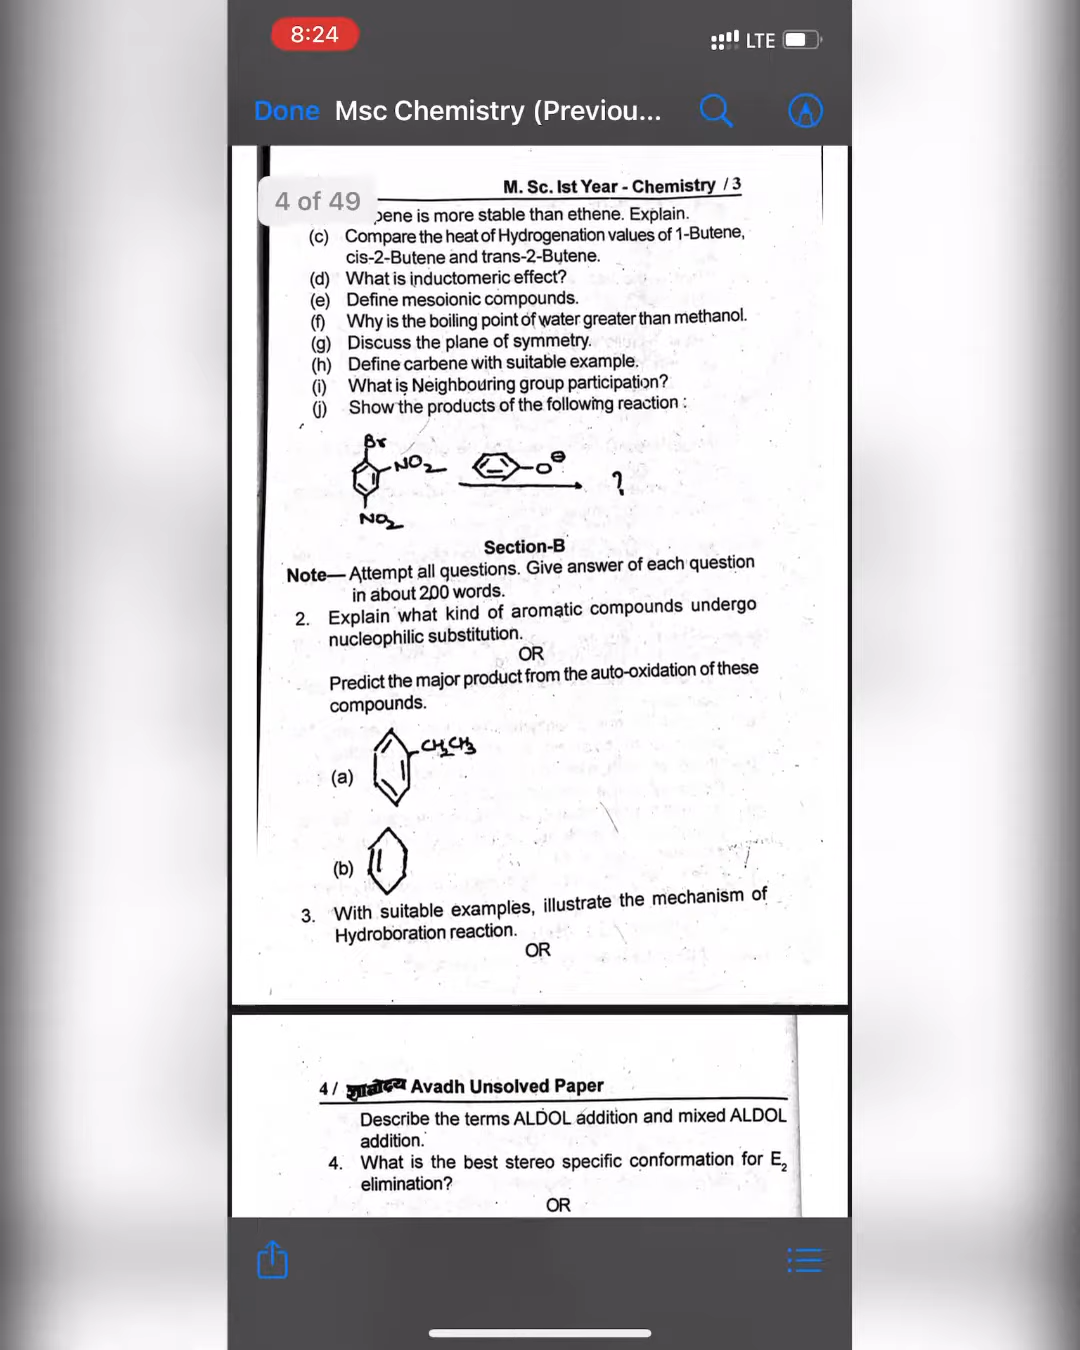 8:24
LTE
Done Msc Chemistry (Previou...
4 of 49
M. Sc. Ist Year - Chemistry / 3
pene is more stable than ethene. Explain.
(c) Compare the heat of Hydrogenation values of 1-Butene,
cis-2-Butene and trans-2-Butene.
(d) What is inductomeric effect?
(e) Define mesoionic compounds.
(f) Why is the boiling point of water greater than methanol.
(g) Discuss the plane of symmetry.
(h) Define carbene with suitable example.
(i) What is Neighbouring group participation?
(j) Show the products of the following reaction :
Br
NO2
O⊖
?
NO2
Section-B
Note— Attempt all questions. Give answer of each question
in about 200 words.
2. Explain what kind of aromatic compounds undergo
nucleophilic substitution.
OR
Predict the major product from the auto-oxidation of these
compounds.
CH2CH3
(a)
(b)
3. With suitable examples, illustrate the mechanism of
Hydroboration reaction.
OR
4 / ज्ञानोदय Avadh Unsolved Paper
Describe the terms ALDOL addition and mixed ALDOL
addition.
4. What is the best stereo specific conformation for E2
elimination?
OR